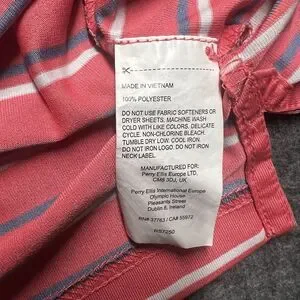 MADE IN VIETNAM
100% POLYESTER
DO NOT USE FABRIC SOFTENERS OR
DRYER SHEETS. MACHINE WASH
COLD WITH LIKE COLORS. DELICATE
CYCLE. NON-CHLORINE BLEACH.
TUMBLE DRY LOW. COOL IRON.
DO NOT IRON LOGO. DO NOT IRON
NECK LABEL.
MANUFACTURED FOR:
Perry Ellis Europe LTD,
CM8 3DJ, UK
Perry Ellis International Europe
Olympic House
Pleasants Street
Dublin 8, Ireland
RN# 37763 / CA# 55972